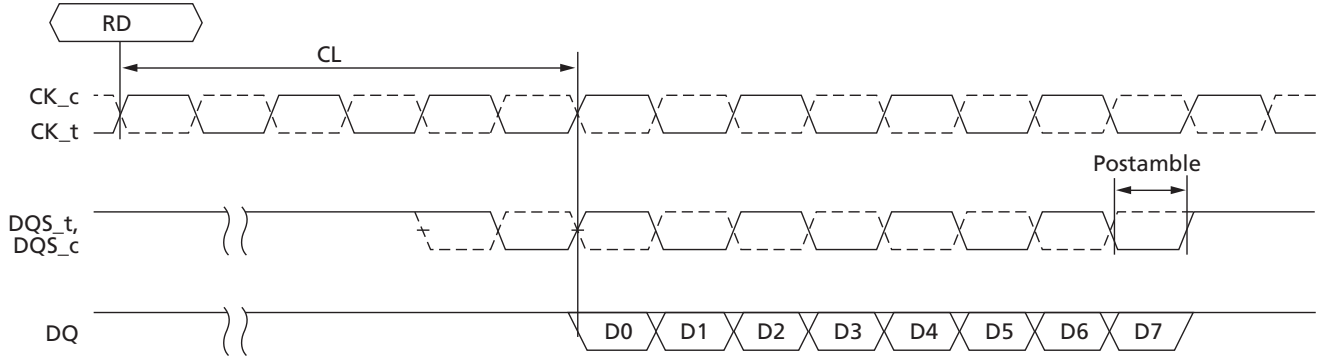 RD
CL
CK_c
CK_t
Postamble
DQS_t,
DQS_c
DQ
D0 D1 D2 D3 D4 D5 D6 D7